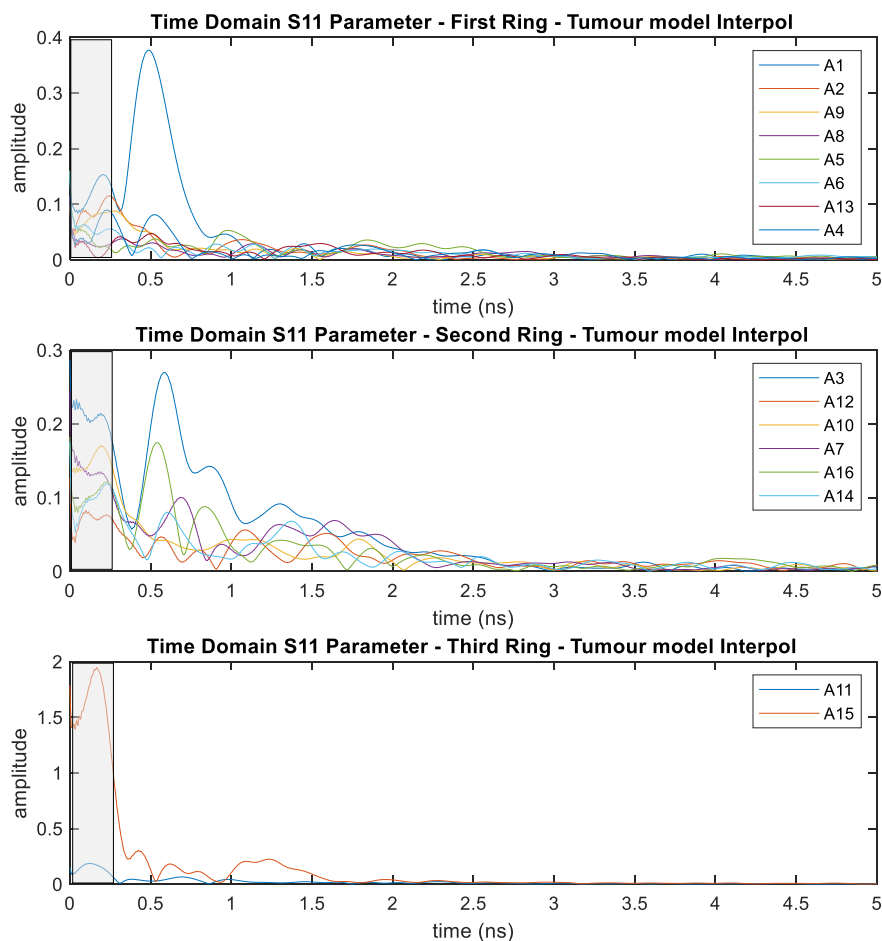 Time Domain S11 Parameter - First Ring - Tumour model Interpol
0.4
0.3
0.2
0.1
0
amplitude
A1
A2
A9
A8
A5
A6
A13
A4
0 0.5 1 1.5 2 2.5 3 3.5 4 4.5 5
time (ns)
Time Domain S11 Parameter - Second Ring - Tumour model Interpol
0.3
0.2
0.1
0
amplitude
A3
A12
A10
A7
A16
A14
0 0.5 1 1.5 2 2.5 3 3.5 4 4.5 5
time (ns)
Time Domain S11 Parameter - Third Ring - Tumour model Interpol
2
1.5
1
0.5
0
amplitude
A11
A15
0 0.5 1 1.5 2 2.5 3 3.5 4 4.5 5
time (ns)